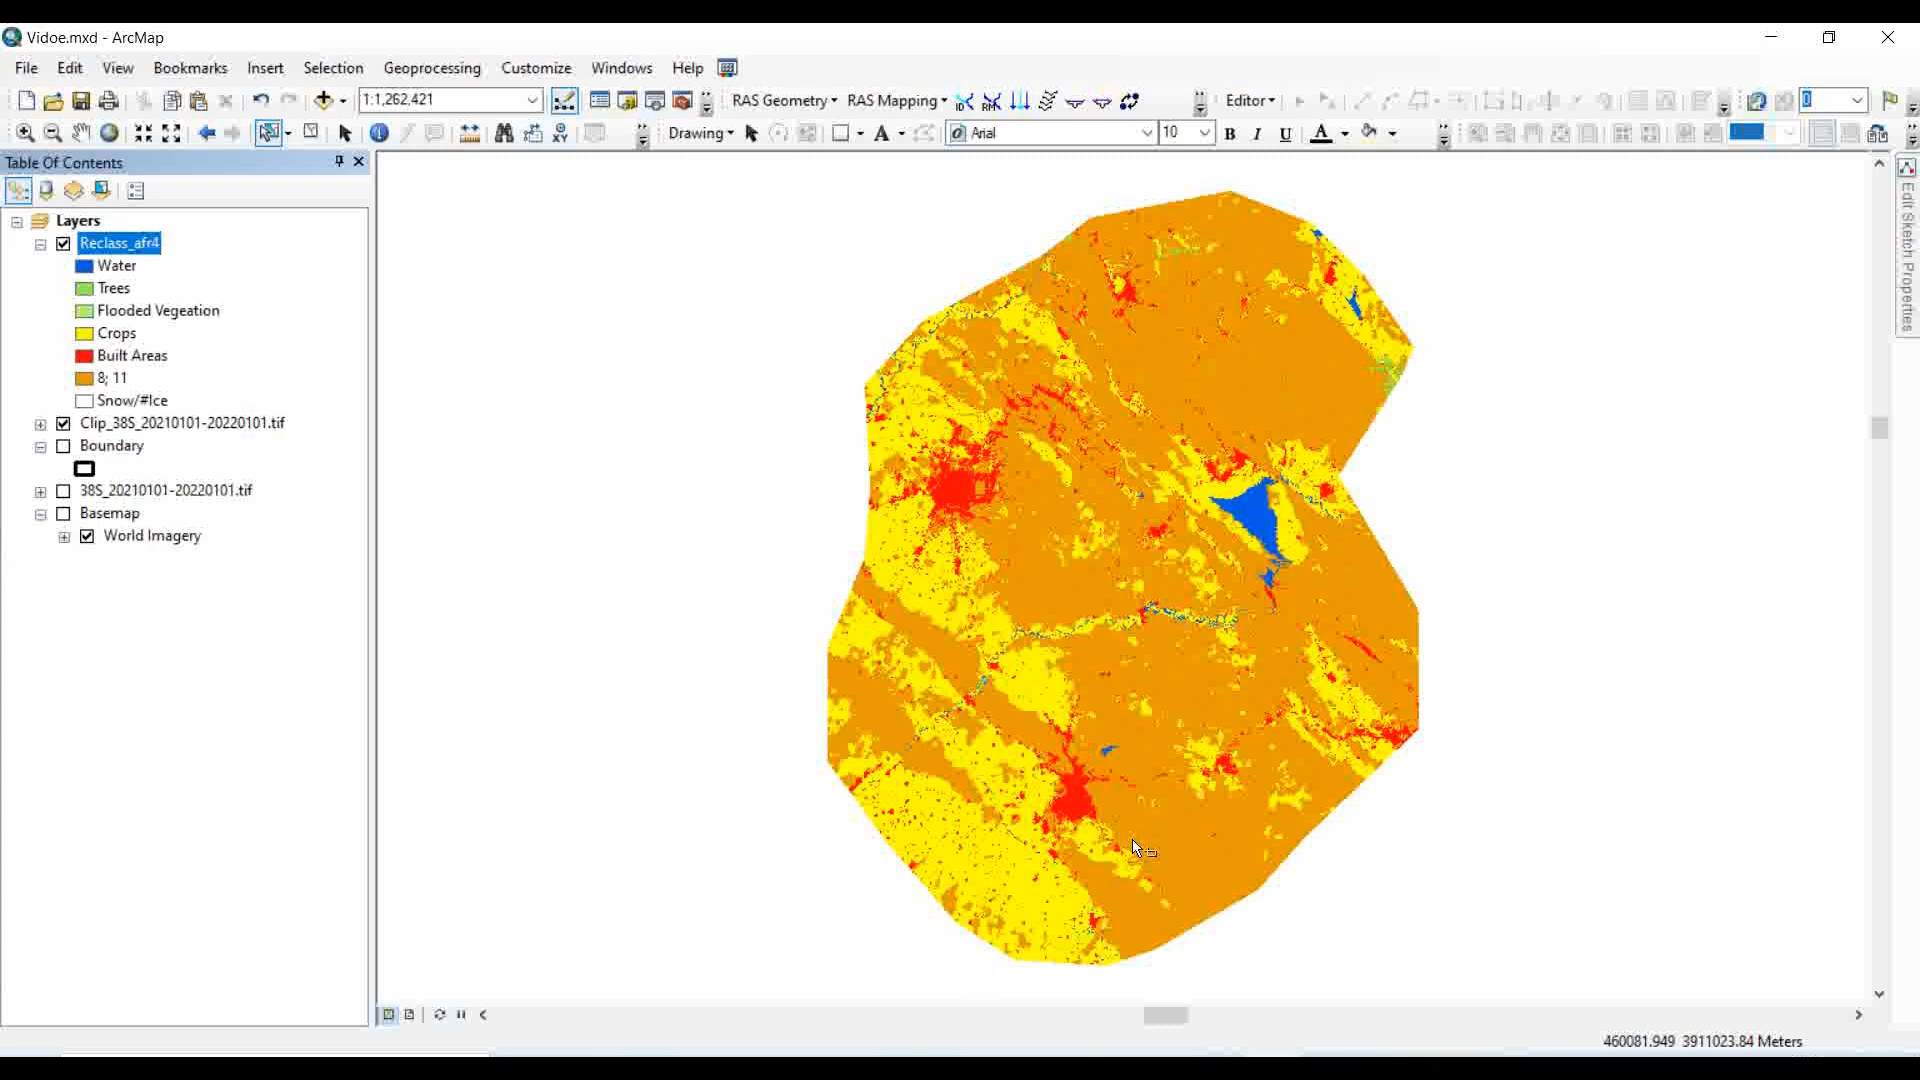 Vidoe.mxd - ArcMap
File Edit View Bookmarks Insert Selection Geoprocessing Customize Windows Help
1:1,262,421 RAS Geometry RAS Mapping Editor
Drawing A Arial 10 B I U A
Table Of Contents
Layers
Reclass_afr4
Water
Trees
Flooded Vegeation
Crops
Built Areas
8; 11
Snow/#Ice
Clip_38S_20210101-20220101.tif
Boundary
38S_20210101-20220101.tif
Basemap
World Imagery
Edit Sketch Properties
460081.949 3911023.84 Meters